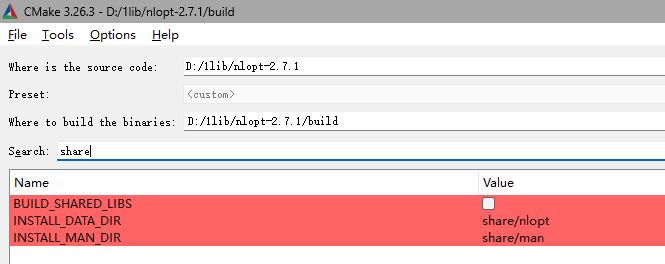 CMake 3.26.3 - D:/1lib/nlopt-2.7.1/build
File Tools Options Help
Where is the source code: D:/1lib/nlopt-2.7.1
Preset: <custom>
Where to build the binaries: D:/1lib/nlopt-2.7.1/build
Search: share
Name Value
BUILD_SHARED_LIBS
INSTALL_DATA_DIR share/nlopt
INSTALL_MAN_DIR share/man